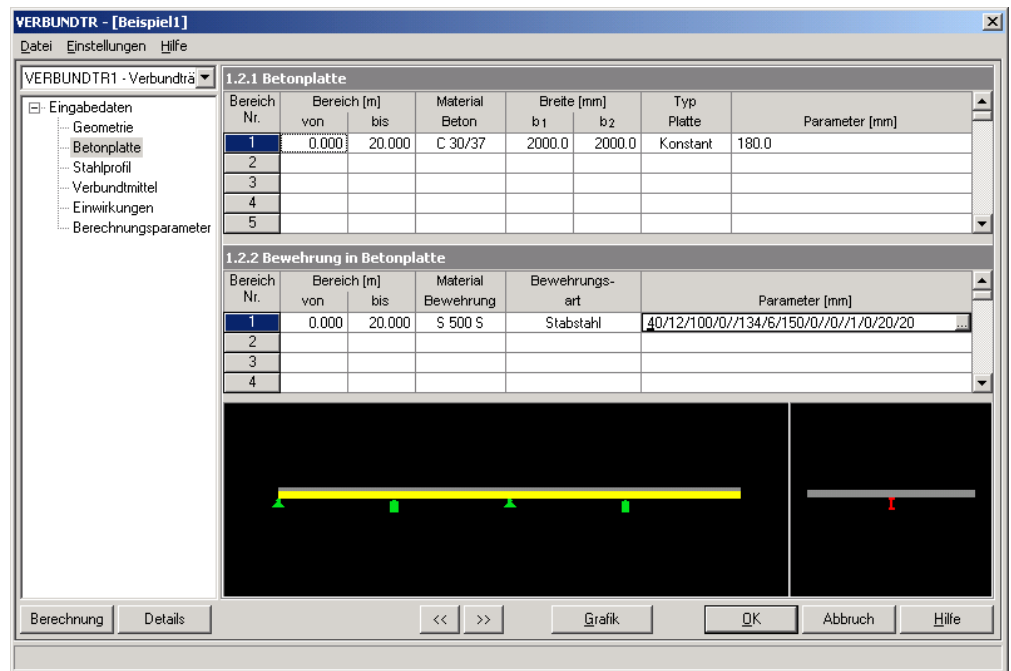 VERBUNDTR - [Beispiel1]
Datei Einstellungen Hilfe
VERBUNDTR1 - Verbundträ
Eingabedaten
Geometrie
Betonplatte
Stahlprofil
Verbundmittel
Einwirkungen
Berechnungsparameter
1.2.1 Betonplatte
Bereich Bereich [m] Material Breite [mm] Typ
Nr. von bis Beton b1 b2 Platte Parameter [mm]
1 0.000 20.000 C 30/37 2000.0 2000.0 Konstant 180.0
2
3
4
5
1.2.2 Bewehrung in Betonplatte
Bereich Bereich [m] Material Bewehrungs-
Nr. von bis Bewehrung art Parameter [mm]
1 0.000 20.000 S 500 S Stabstahl 40/12/100/0//134/6/150/0//0//1/0/20/20 ...
2
3
4
Berechnung Details << >> Grafik OK Abbruch Hilfe